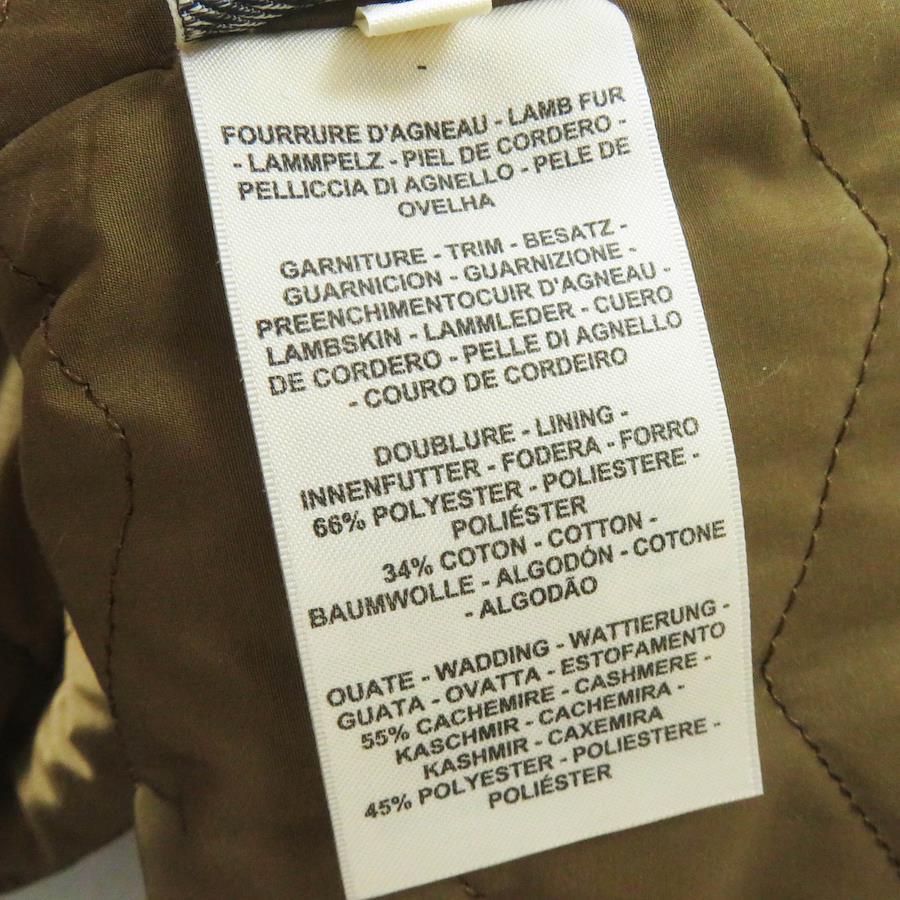 -
FOURRURE D'AGNEAU - LAMB FUR
- LAMMPELZ - PIEL DE CORDERO -
PELLICCIA DI AGNELLO - PELE DE
OVELHA
GARNITURE - TRIM - BESATZ -
GUARNICION - GUARNIZIONE -
PREENCHIMENTOCUIR D'AGNEAU -
LAMBSKIN - LAMMLEDER - CUERO
DE CORDERO - PELLE DI AGNELLO
- COURO DE CORDEIRO
DOUBLURE - LINING -
INNENFUTTER - FODERA - FORRO
66% POLYESTER - POLIESTERE -
POLIÉSTER
34% COTON - COTTON -
BAUMWOLLE - ALGODÓN - COTONE
- ALGODÃO
OUATE - WADDING - WATTIERUNG -
GUATA - OVATTA - ESTOFAMENTO
55% CACHEMIRE - CASHMERE -
KASCHMIR - CACHEMIRA -
KASHMIR - CAXEMIRA
45% POLYESTER - POLIESTERE -
POLIÉSTER